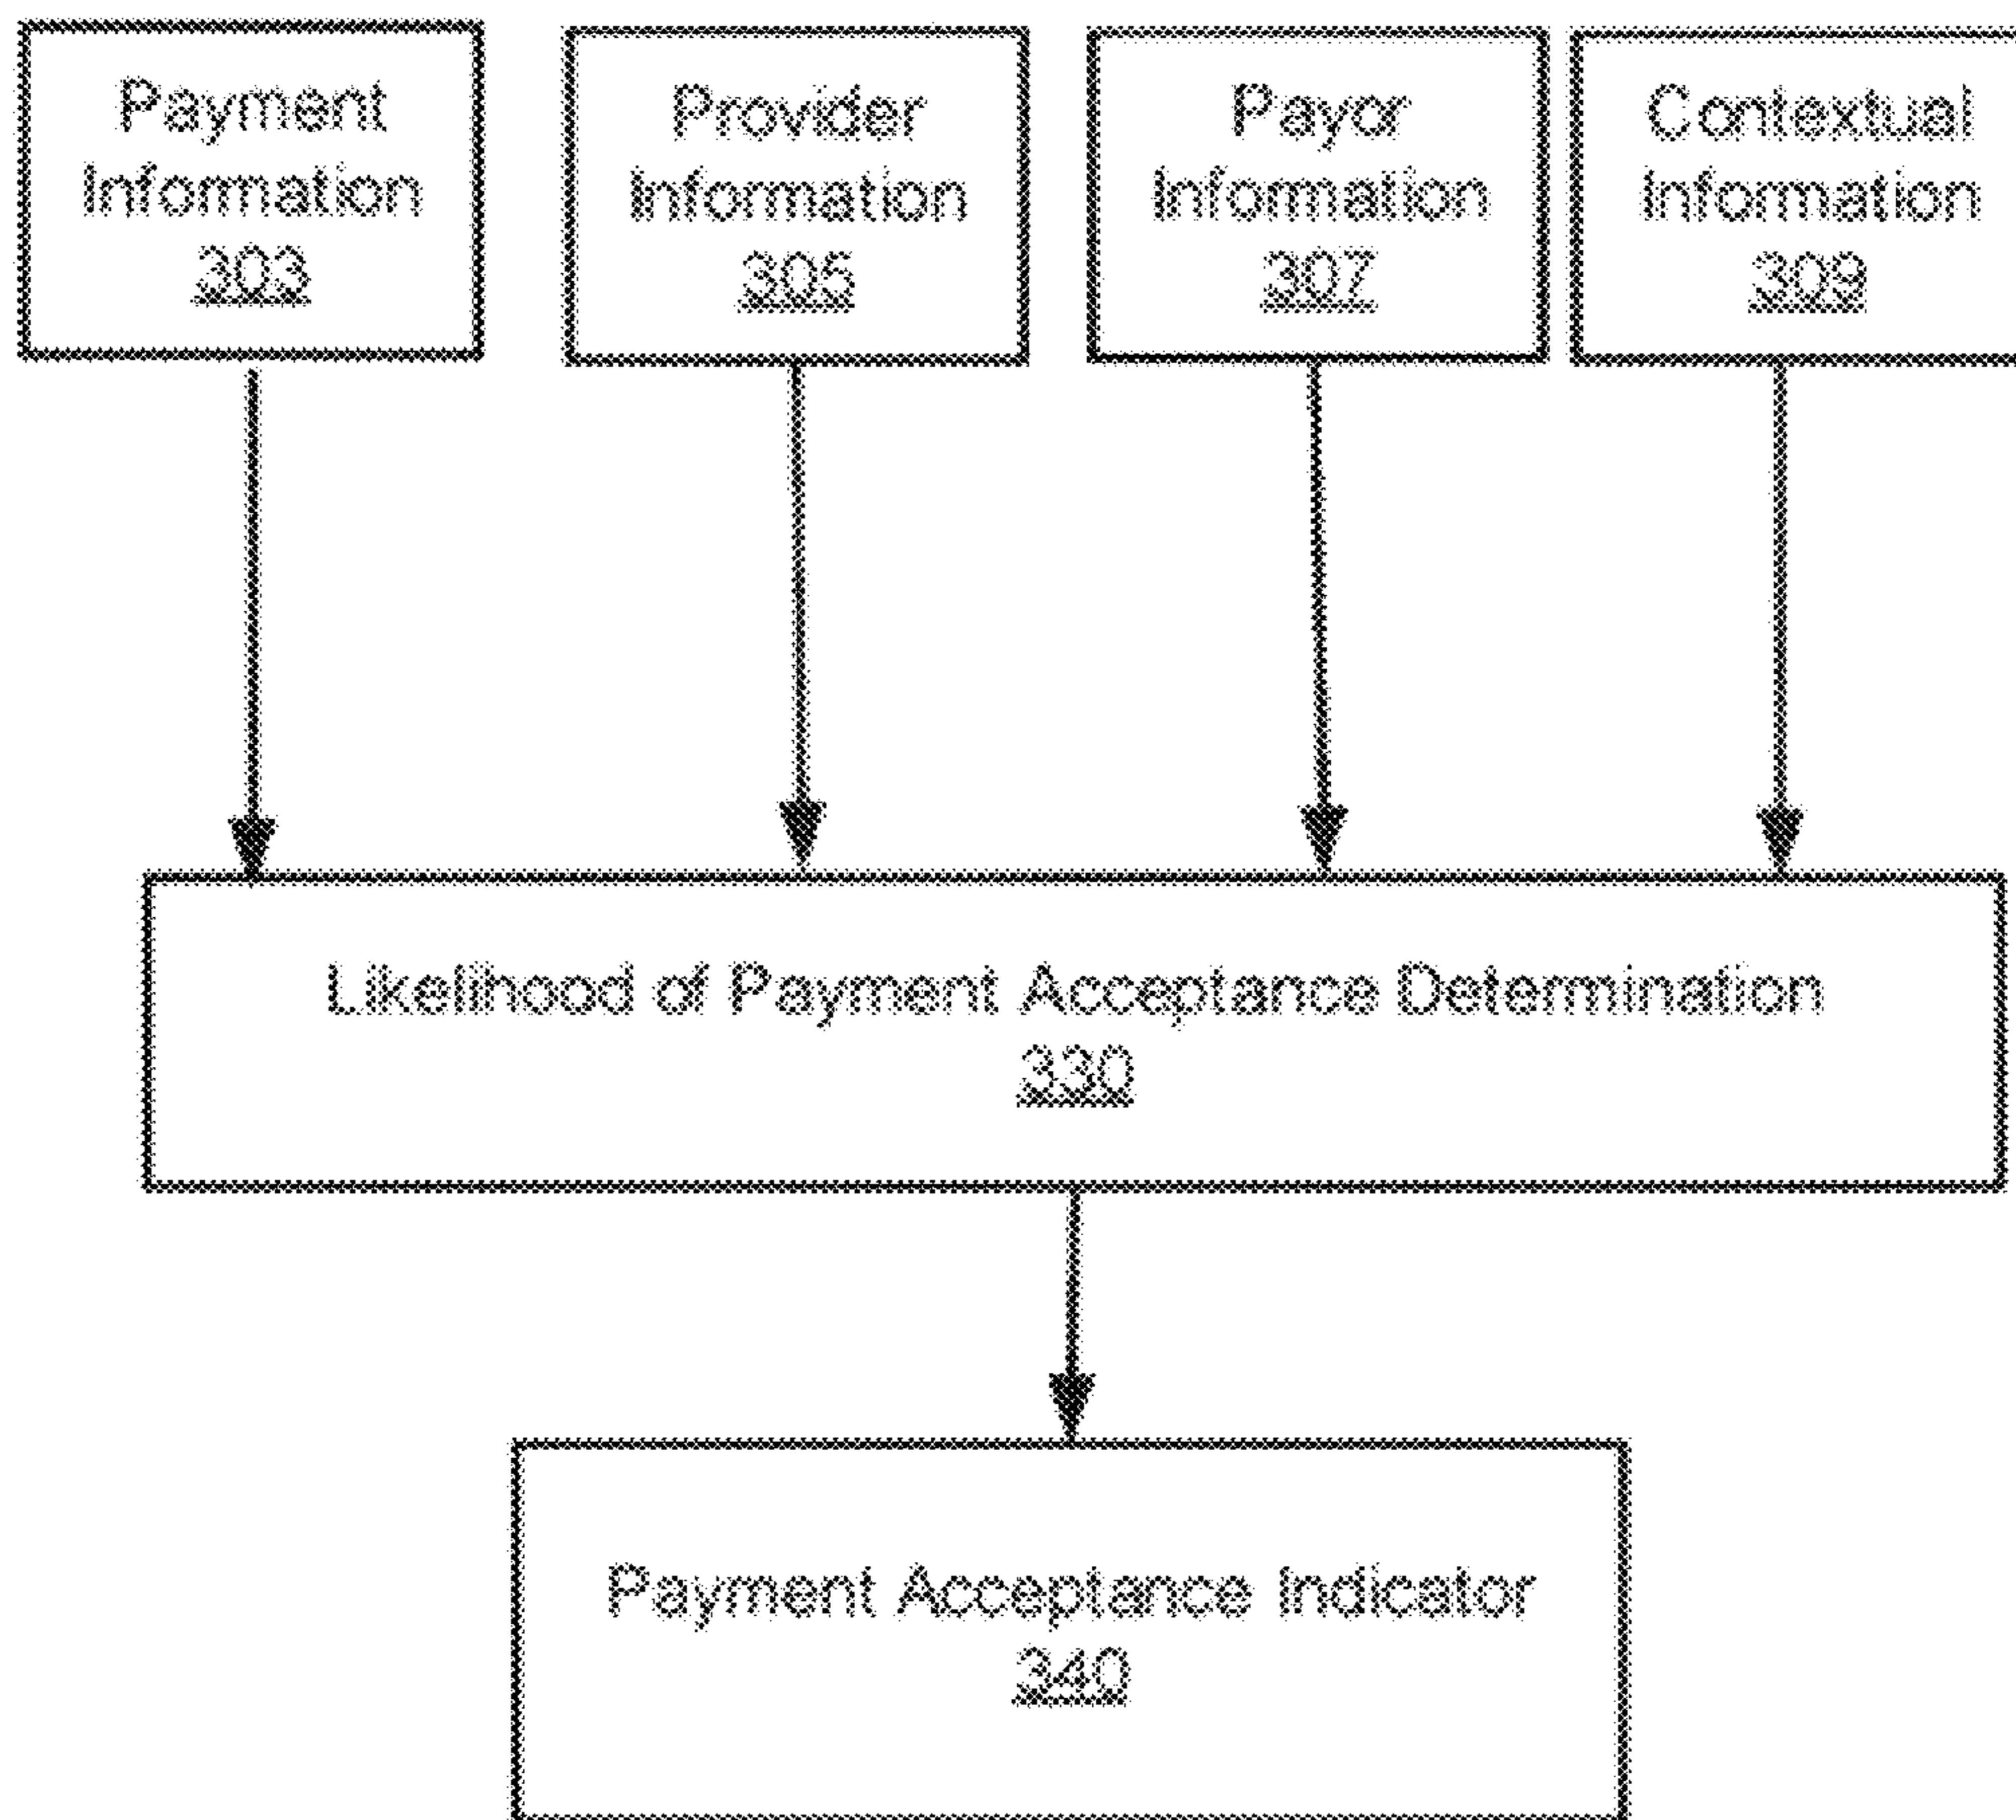 Payment
Information
303
Provider
Information
305
Payor
Information
307
Contextual
Information
309
Likelihood of Payment Acceptance Determination
330
Payment Acceptance Indicator
340